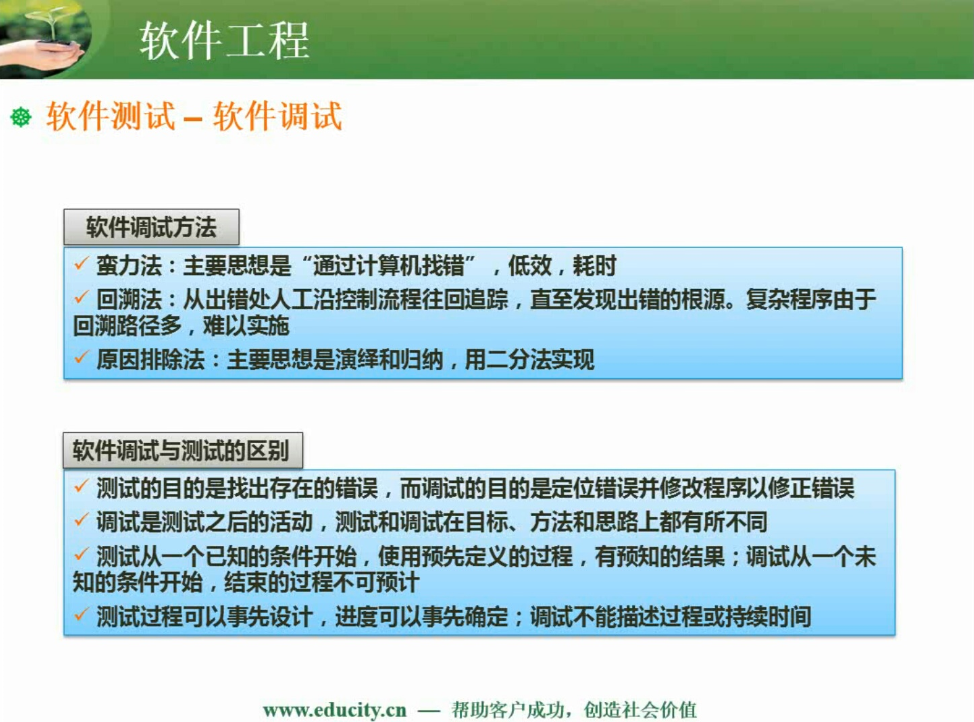 软件工程
软件测试 – 软件调试
软件调试方法
✓ 蛮力法：主要思想是“通过计算机找错”，低效，耗时
✓ 回溯法：从出错处人工沿控制流程往回追踪，直至发现出错的根源。复杂程序由于
回溯路径多，难以实施
✓ 原因排除法：主要思想是演绎和归纳，用二分法实现
软件调试与测试的区别
✓ 测试的目的是找出存在的错误，而调试的目的是定位错误并修改程序以修正错误
✓ 调试是测试之后的活动，测试和调试在目标、方法和思路上都有所不同
✓ 测试从一个已知的条件开始，使用预先定义的过程，有预知的结果；调试从一个未
知的条件开始，结束的过程不可预计
✓ 测试过程可以事先设计，进度可以事先确定；调试不能描述过程或持续时间
www.educity.cn — 帮助客户成功，创造社会价值